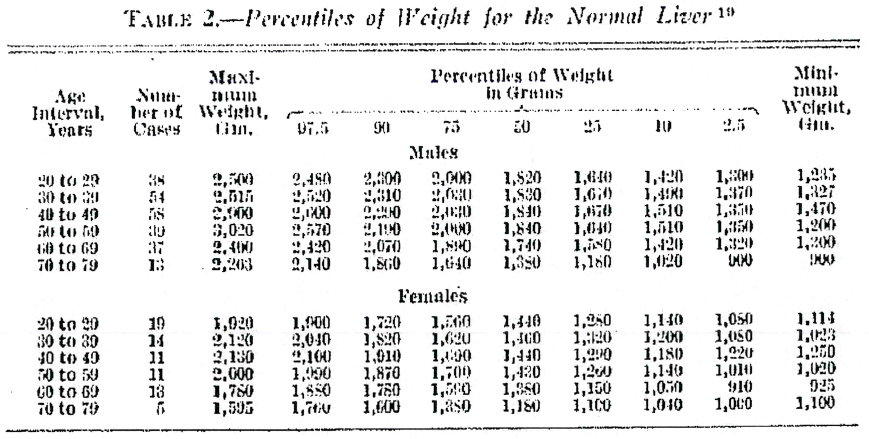 TABLE 2.—Percentiles of Weight for the Normal Liver 19
Age Interval, Years
Number of Cases
Maximum Weight, Gm.
Percentiles of Weight in Grams
Minimum Weight, Gm.
97.5 90 75 50 25 10 2.5
Males
20 to 29 38 2,500 2,480 2,300 2,000 1,820 1,640 1,420 1,300 1,235
30 to 39 54 2,515 2,520 2,310 2,030 1,830 1,670 1,490 1,370 1,327
40 to 49 58 2,900 2,600 2,290 2,030 1,840 1,670 1,510 1,350 1,470
50 to 59 39 3,020 2,570 2,190 2,000 1,840 1,640 1,510 1,350 1,200
60 to 69 37 2,400 2,420 2,070 1,890 1,740 1,580 1,420 1,320 1,300
70 to 79 13 2,263 2,140 1,860 1,640 1,380 1,180 1,020 900 900
Females
20 to 29 19 1,920 1,900 1,720 1,560 1,440 1,280 1,140 1,050 1,114
30 to 39 14 2,120 2,040 1,820 1,620 1,460 1,320 1,200 1,080 1,023
40 to 49 11 2,130 2,100 1,910 1,690 1,440 1,290 1,180 1,220 1,250
50 to 59 11 2,000 1,990 1,870 1,700 1,430 1,260 1,140 1,010 1,020
60 to 69 13 1,780 1,880 1,780 1,590 1,380 1,150 1,050 910 925
70 to 79 5 1,595 1,760 1,600 1,380 1,180 1,100 1,040 1,000 1,100